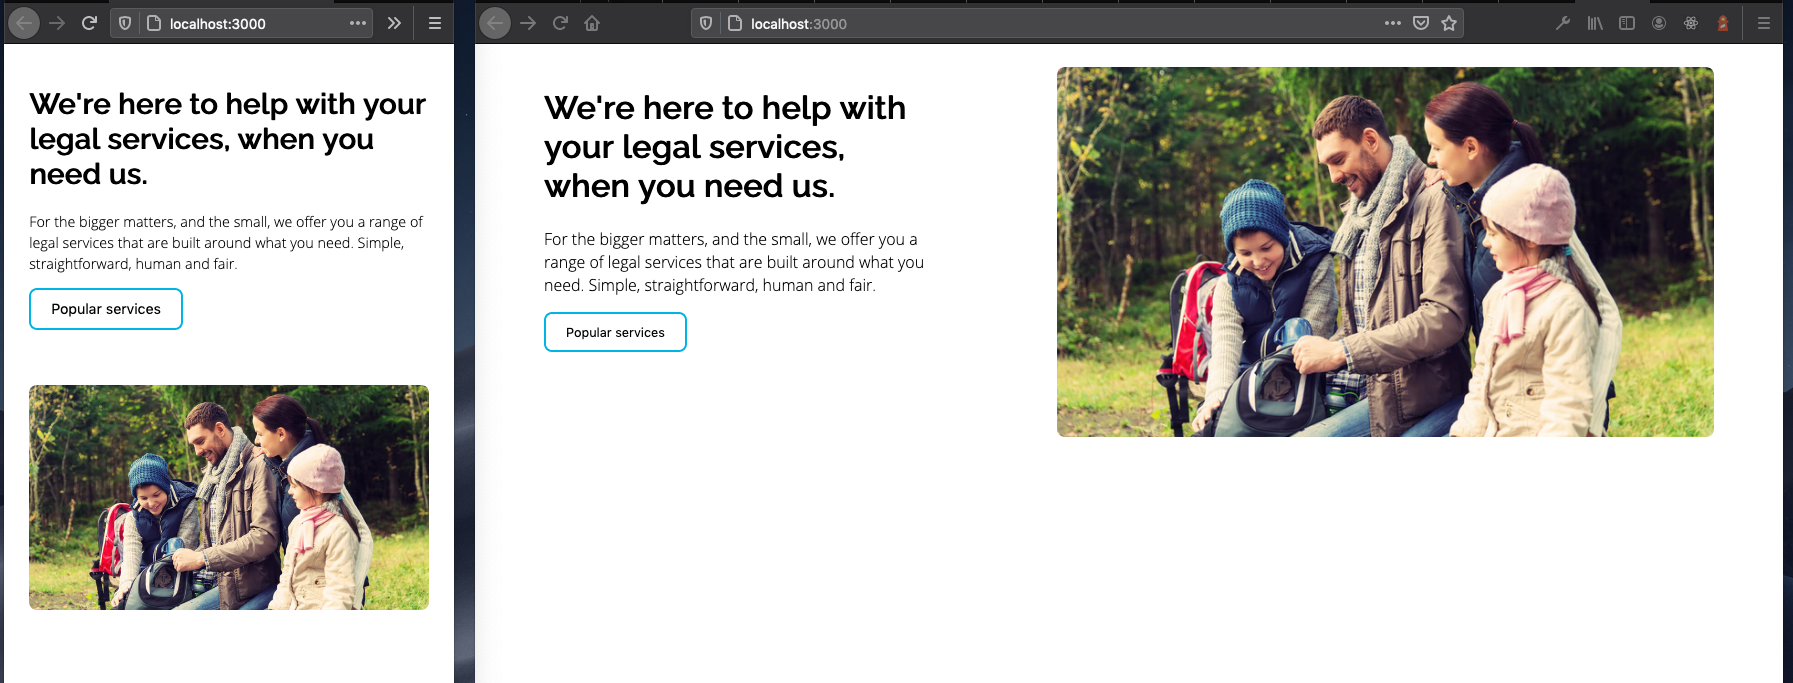 localhost:3000
We're here to help with your
legal services, when you
need us.
For the bigger matters, and the small, we offer you a range of
legal services that are built around what you need. Simple,
straightforward, human and fair.
Popular services
localhost:3000
We're here to help with
your legal services,
when you need us.
For the bigger matters, and the small, we offer you a
range of legal services that are built around what you
need. Simple, straightforward, human and fair.
Popular services